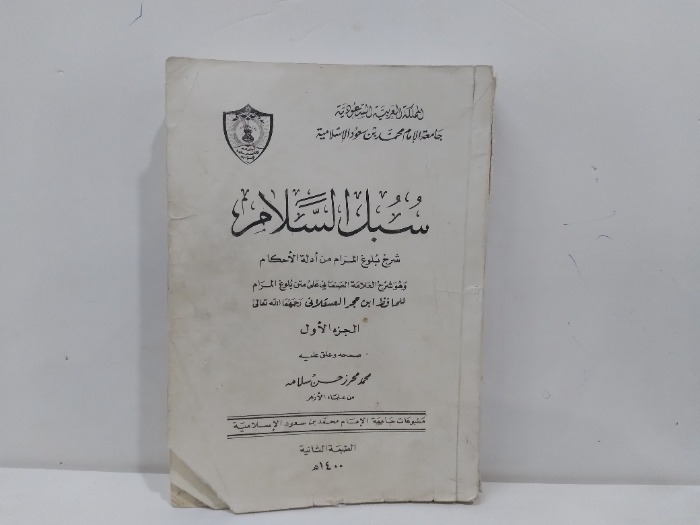 المملكة العربية السعودية
جامعة الإمام محمد بن سعود الإسلامية
سبل السلام
شرح بلوغ المرام من أدلة الأحكام
وهو شرح العلامة الصنعاني على متن بلوغ المرام
للحافظ ابن حجر العسقلاني رحمهما الله تعالى
الجزء الأول
صححه وعلق عليه
محمد محرز حسن سلامه
من علماء الأزهر
مطبوعات جامعة الإمام محمد بن سعود الإسلامية
الطبعة الثانية
١٤٠٠هـ